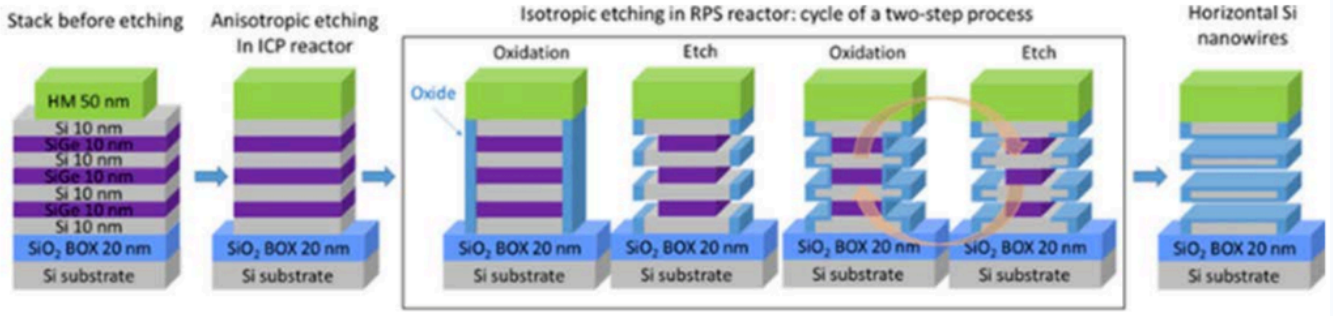 Stack before etching
HM 50 nm
Si 10 nm
SiGe 10 nm
Si 10 nm
SiGe 10 nm
Si 10 nm
SiGe 10 nm
Si 10 nm
SiO₂ BOX 20 nm
Si substrate
Anisotropic etching
In ICP reactor
SiO₂ BOX 20 nm
Si substrate
Isotropic etching in RPS reactor: cycle of a two-step process
Oxidation
Oxide
SiO₂ BOX 20 nm
Si substrate
Etch
SiO₂ BOX 20 nm
Si substrate
Oxidation
SiO₂ BOX 20 nm
Si substrate
Etch
SiO₂ BOX 20 nm
Si substrate
Horizontal Si
nanowires
SiO₂ BOX 20 nm
Si substrate